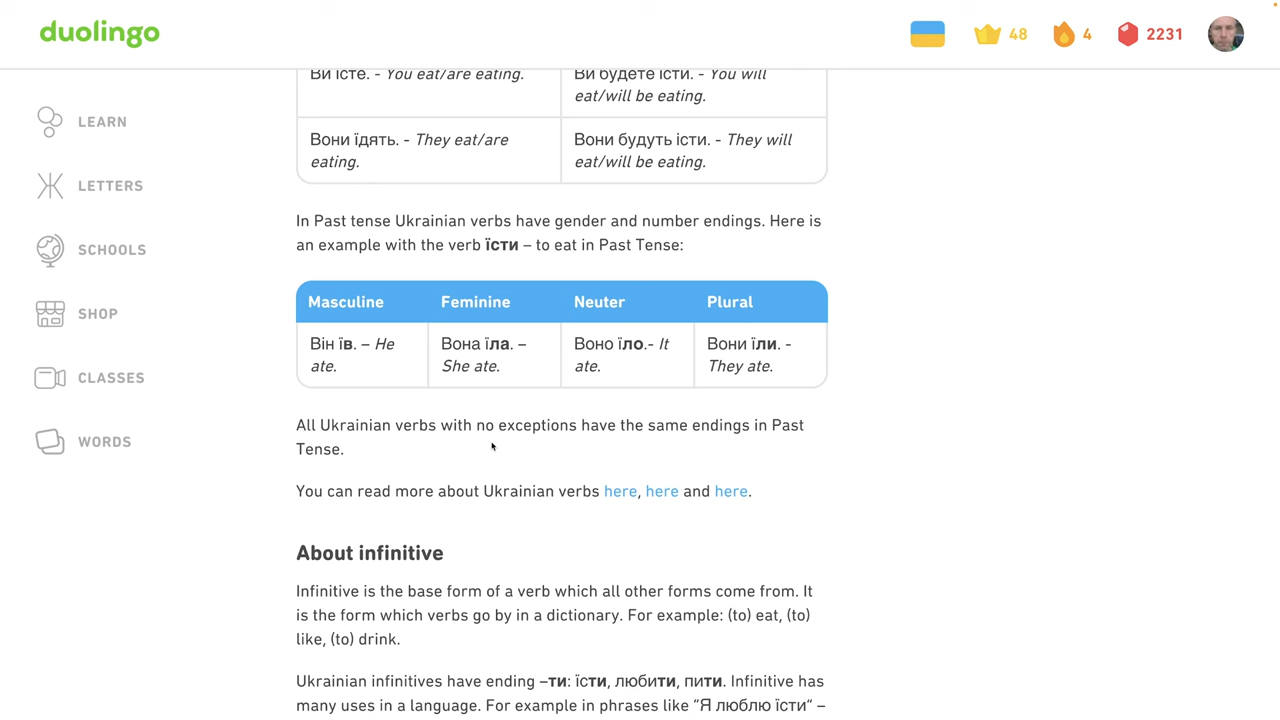 duolingo
48
4
2231
LEARN
LETTERS
SCHOOLS
SHOP
CLASSES
WORDS
Ви їсте. - You eat/are eating.
Ви будете їсти. - You will
eat/will be eating.
Вони їдять. - They eat/are
eating.
Вони будуть їсти. - They will
eat/will be eating.
In Past tense Ukrainian verbs have gender and number endings. Here is
an example with the verb їсти – to eat in Past Tense:
Masculine
Feminine
Neuter
Plural
Він їв. – He
ate.
Вона їла. –
She ate.
Воно їло.- It
ate.
Вони їли. -
They ate.
All Ukrainian verbs with no exceptions have the same endings in Past
Tense.
You can read more about Ukrainian verbs here, here and here.
About infinitive
Infinitive is the base form of a verb which all other forms come from. It
is the form which verbs go by in a dictionary. For example: (to) eat, (to)
like, (to) drink.
Ukrainian infinitives have ending –ти: їсти, любити, пити. Infinitive has
many uses in a language. For example in phrases like “Я люблю їсти“ –